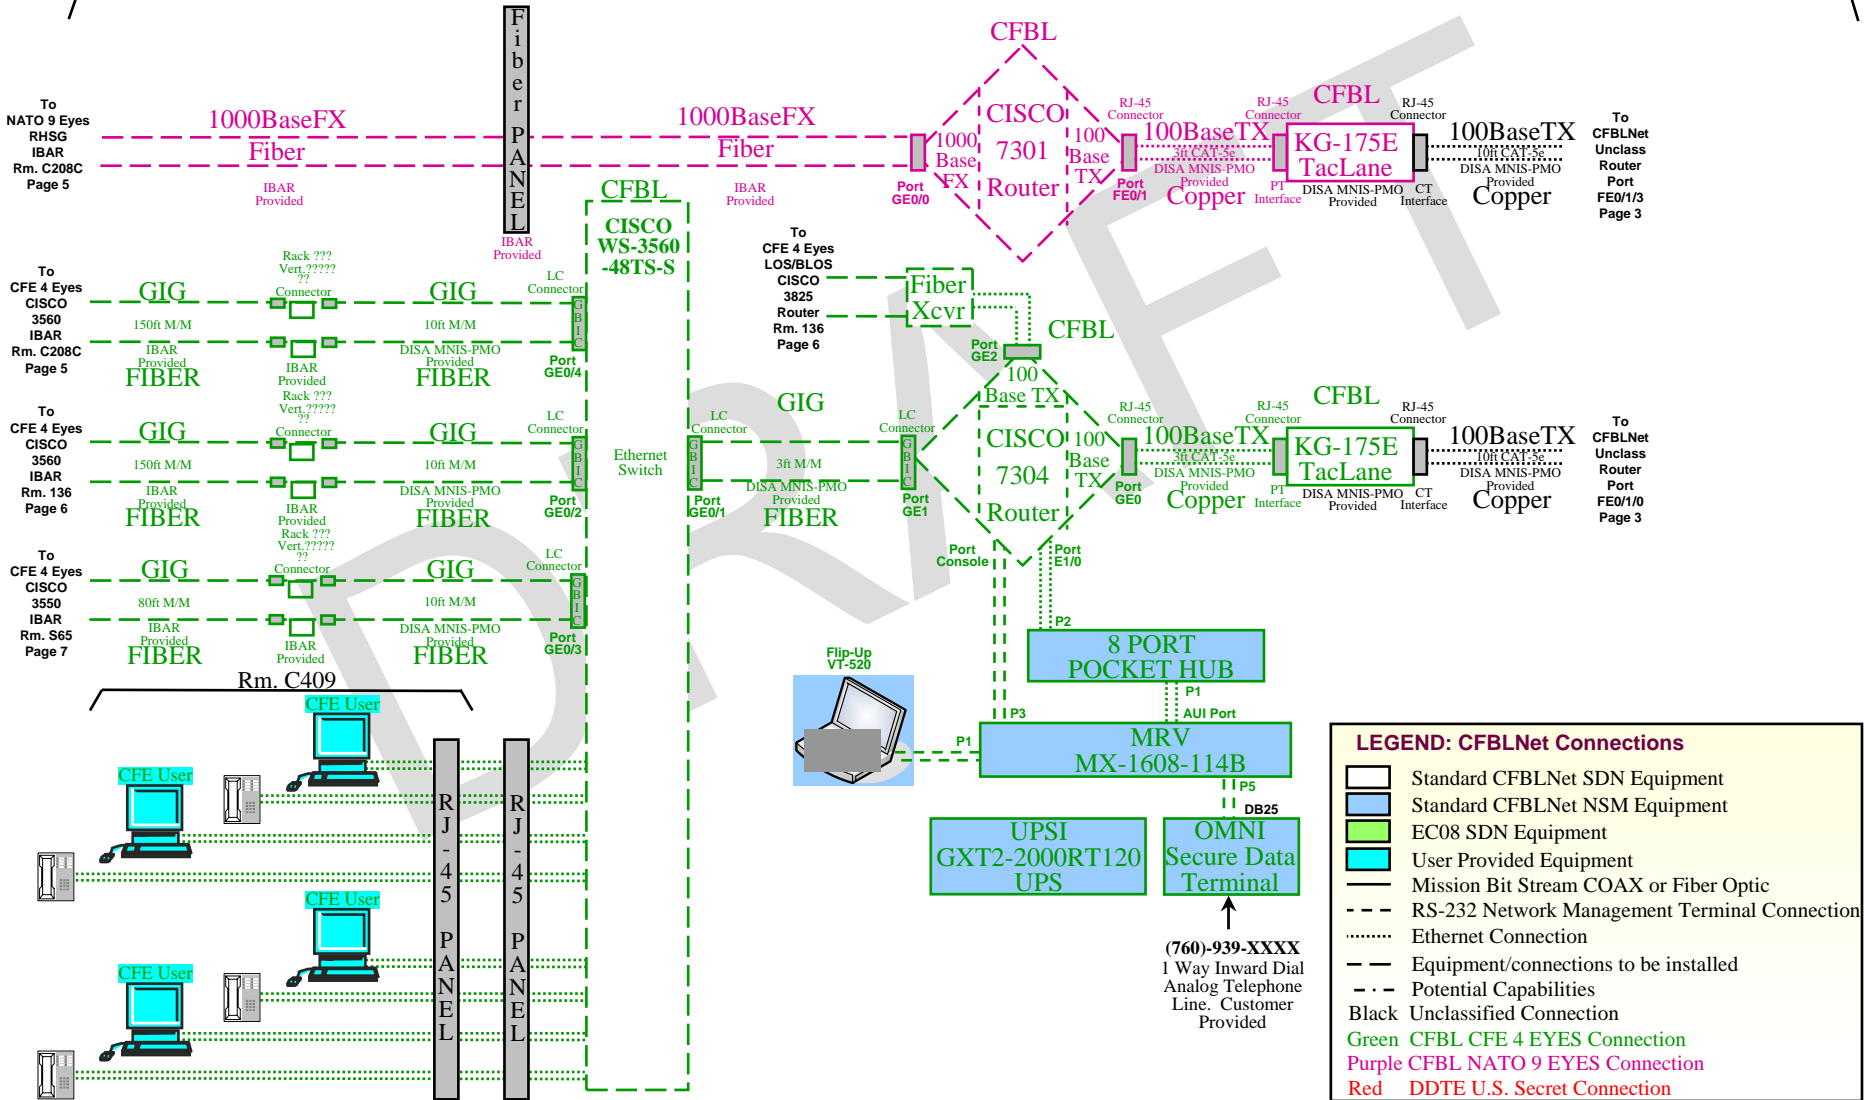 DRAFT
To
NATO 9 Eyes
RHSG
IBAR
Rm. C208C
Page 5
1000BaseFX
Fiber
IBAR
Provided
Fiber PANEL
IBAR
Provided
1000BaseFX
Fiber
IBAR
Provided
CFBL
CISCO
7301
Router
1000
Base
FX
100
Base
TX
Port
GE0/0
Port
FE0/1
RJ-45
Connector
100BaseTX
3ft CAT-5e
DISA MNIS-PMO
Provided
Copper
RJ-45
Connector
PT
Interface
CFBL
KG-175E
TacLane
DISA MNIS-PMO
Provided
RJ-45
Connector
CT
Interface
100BaseTX
10ft CAT-5e
DISA MNIS-PMO
Provided
Copper
To
CFBLNet
Unclass
Router
Port
FE0/1/3
Page 3
To
CFE 4 Eyes
CISCO
3560
IBAR
Rm. C208C
Page 5
GIG
150ft M/M
IBAR
Provided
FIBER
Rack ???
Vert.?????
??
Connector
IBAR
Provided
GIG
10ft M/M
DISA MNIS-PMO
Provided
FIBER
LC
Connector
GBIC
Port
GE0/4
CFBL
CISCO
WS-3560
-48TS-S
Ethernet
Switch
To
CFE 4 Eyes
LOS/BLOS
CISCO
3825
Router
Rm. 136
Page 6
Fiber
Xcvr
Port
GE2
CFBL
To
CFE 4 Eyes
CISCO
3560
IBAR
Rm. 136
Page 6
GIG
150ft M/M
IBAR
Provided
FIBER
Rack ???
Vert.?????
??
Connector
IBAR
Provided
GIG
10ft M/M
DISA MNIS-PMO
Provided
FIBER
LC
Connector
GBIC
Port
GE0/2
GBIC
LC
Connector
Port
GE0/1
GIG
3ft M/M
DISA MNIS-PMO
Provided
FIBER
LC
Connector
GBIC
Port
GE1
100
Base TX
CISCO
7304
Router
100
Base
TX
Port
GE0
RJ-45
Connector
100BaseTX
3ft CAT-5e
DISA MNIS-PMO
Provided
Copper
RJ-45
Connector
PT
Interface
CFBL
KG-175E
TacLane
DISA MNIS-PMO
Provided
RJ-45
Connector
CT
Interface
100BaseTX
10ft CAT-5e
DISA MNIS-PMO
Provided
Copper
To
CFBLNet
Unclass
Router
Port
FE0/1/0
Page 3
To
CFE 4 Eyes
CISCO
3550
IBAR
Rm. S65
Page 7
GIG
80ft M/M
IBAR
Provided
FIBER
Rack ???
Vert.?????
??
Connector
IBAR
Provided
GIG
10ft M/M
DISA MNIS-PMO
Provided
FIBER
LC
Connector
GBIC
Port
GE0/3
Port
Console
Port
E1/0
P2
8 PORT
POCKET HUB
P1
AUI Port
P3
Flip-Up
VT-520
P1
MRV
MX-1608-114B
P5
DB25
UPSI
GXT2-2000RT120
UPS
OMNI
Secure Data
Terminal
(760)-939-XXXX
1 Way Inward Dial
Analog Telephone
Line. Customer
Provided
Rm. C409
CFE User
CFE User
CFE User
CFE User
RJ-45 PANEL
RJ-45 PANEL
LEGEND: CFBLNet Connections
Standard CFBLNet SDN Equipment
Standard CFBLNet NSM Equipment
EC08 SDN Equipment
User Provided Equipment
Mission Bit Stream COAX or Fiber Optic
RS-232 Network Management Terminal Connection
Ethernet Connection
Equipment/connections to be installed
Potential Capabilities
Black Unclassified Connection
Green CFBL CFE 4 EYES Connection
Purple CFBL NATO 9 EYES Connection
Red DDTE U.S. Secret Connection